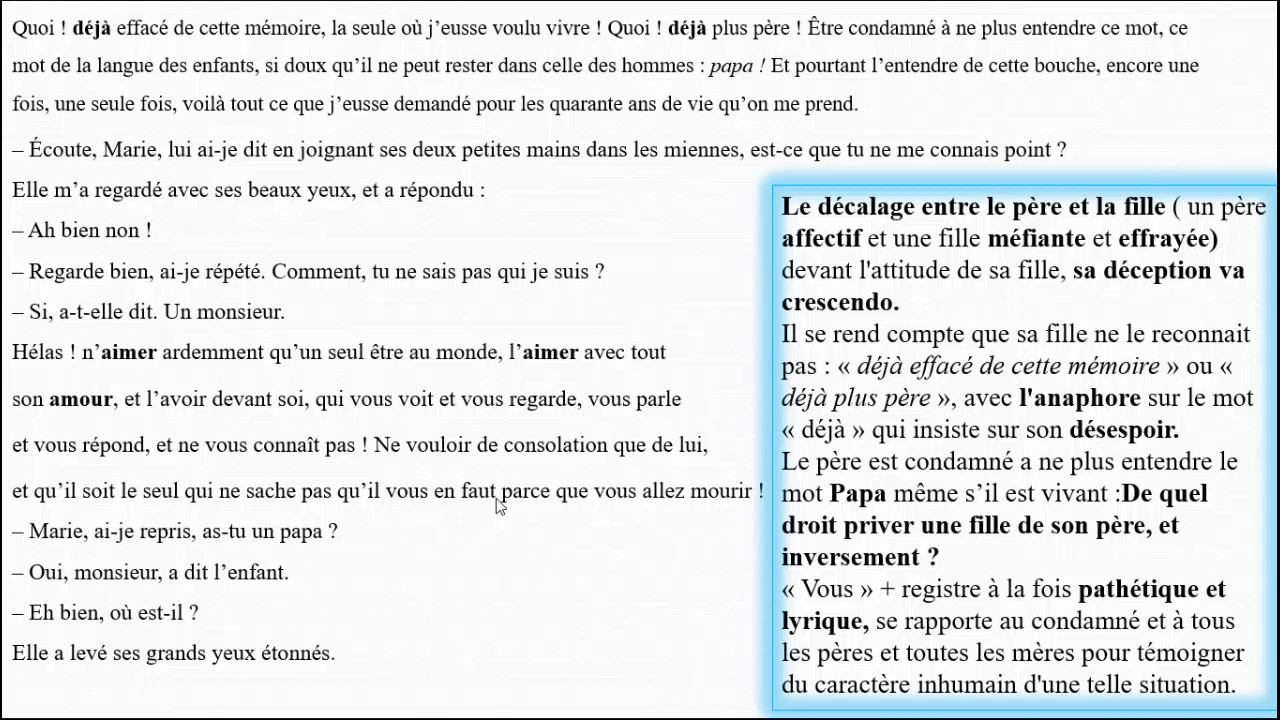 Quoi ! déjà effacé de cette mémoire, la seule où j’eusse voulu vivre ! Quoi ! déjà plus père ! Être condamné à ne plus entendre ce mot, ce
mot de la langue des enfants, si doux qu’il ne peut rester dans celle des hommes : papa ! Et pourtant l’entendre de cette bouche, encore une
fois, une seule fois, voilà tout ce que j’eusse demandé pour les quarante ans de vie qu’on me prend.
– Écoute, Marie, lui ai-je dit en joignant ses deux petites mains dans les miennes, est-ce que tu ne me connais point ?
Elle m’a regardé avec ses beaux yeux, et a répondu :
– Ah bien non !
– Regarde bien, ai-je répété. Comment, tu ne sais pas qui je suis ?
– Si, a-t-elle dit. Un monsieur.
Hélas ! n’aimer ardemment qu’un seul être au monde, l’aimer avec tout
son amour, et l’avoir devant soi, qui vous voit et vous regarde, vous parle
et vous répond, et ne vous connaît pas ! Ne vouloir de consolation que de lui,
et qu’il soit le seul qui ne sache pas qu’il vous en faut parce que vous allez mourir !
– Marie, ai-je repris, as-tu un papa ?
– Oui, monsieur, a dit l’enfant.
– Eh bien, où est-il ?
Elle a levé ses grands yeux étonnés.
Le décalage entre le père et la fille ( un père
affectif et une fille méfiante et effrayée)
devant l'attitude de sa fille, sa déception va
crescendo.
Il se rend compte que sa fille ne le reconnait
pas : « déjà effacé de cette mémoire » ou «
déjà plus père », avec l'anaphore sur le mot
« déjà » qui insiste sur son désespoir.
Le père est condamné a ne plus entendre le
mot Papa même s’il est vivant :De quel
droit priver une fille de son père, et
inversement ?
« Vous » + registre à la fois pathétique et
lyrique, se rapporte au condamné et à tous
les pères et toutes les mères pour témoigner
du caractère inhumain d'une telle situation.